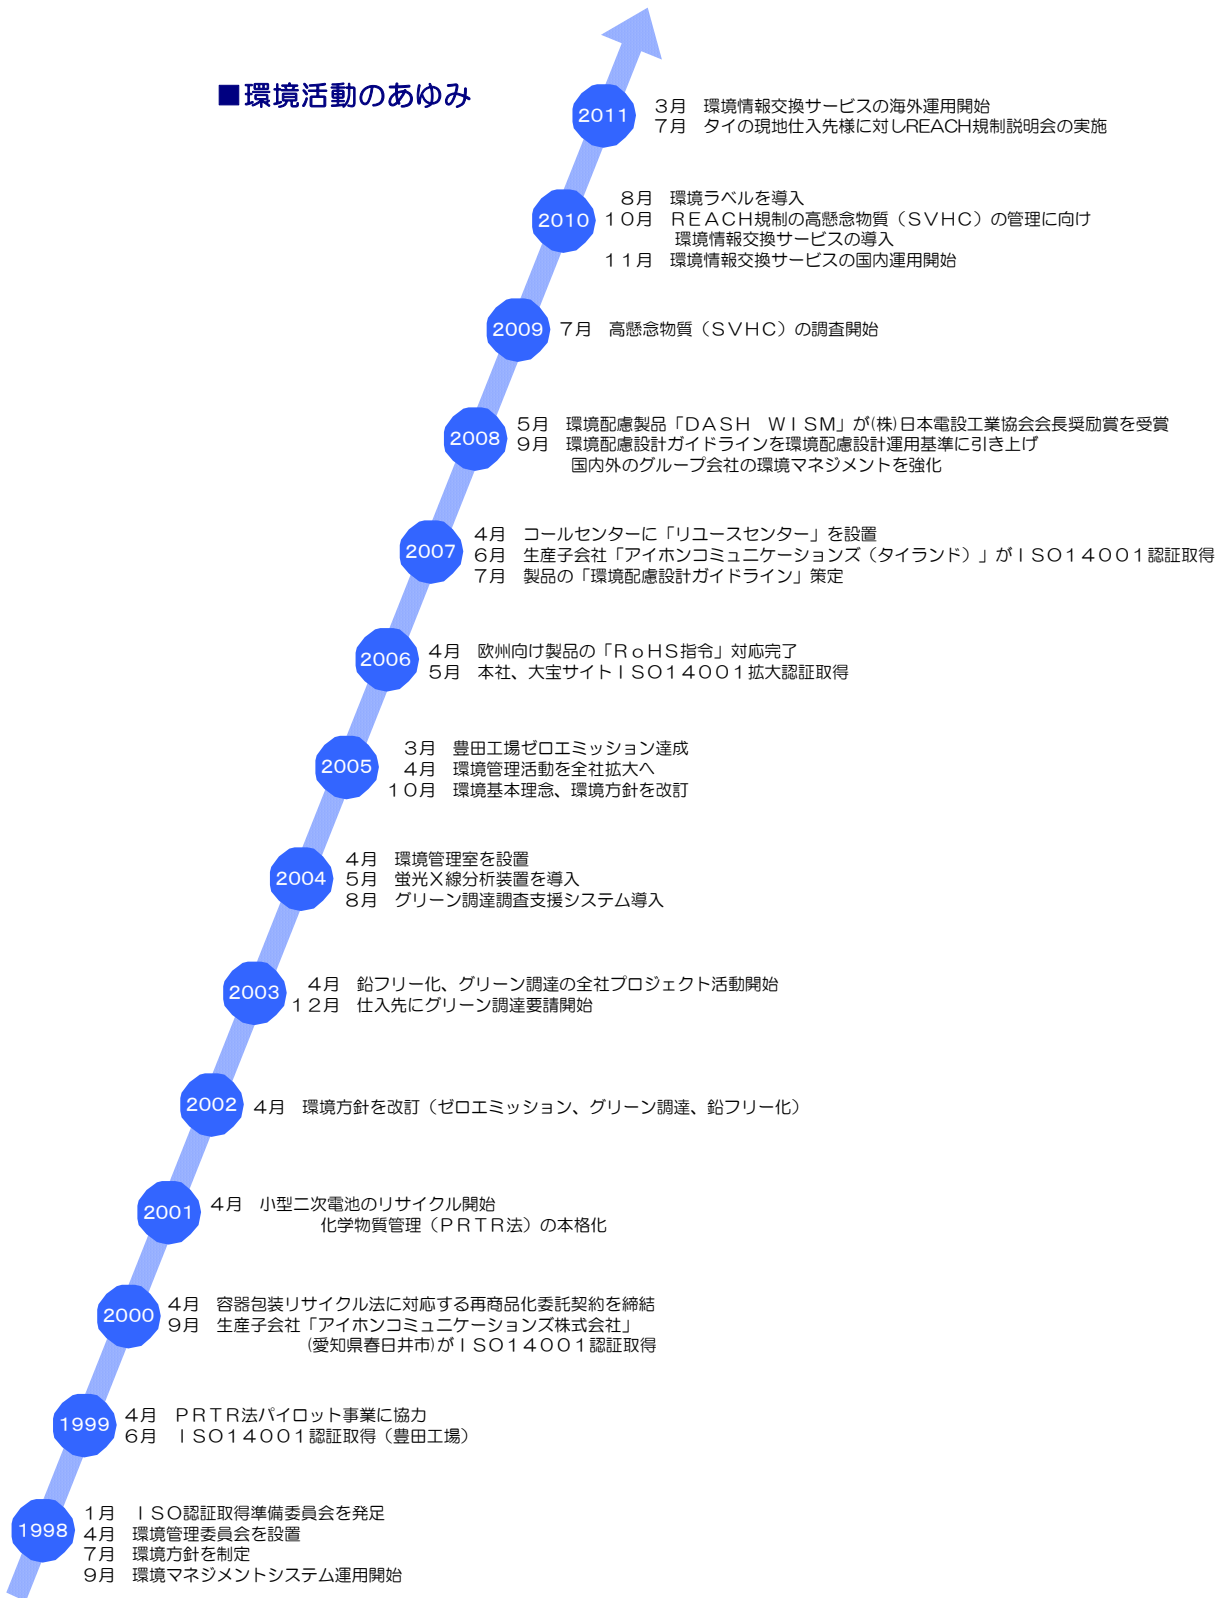 ■環境活動のあゆみ
2011
３月　環境情報交換サービスの海外運用開始
７月　タイの現地仕入先様に対しREACH規制説明会の実施
2010
８月　環境ラベルを導入
１０月　ＲＥＡＣＨ規制の高懸念物質（ＳＶＨＣ）の管理に向け
環境情報交換サービスの導入
１１月　環境情報交換サービスの国内運用開始
2009
７月　高懸念物質（ＳＶＨＣ）の調査開始
2008
５月　環境配慮製品「ＤＡＳＨ　ＷＩＳＭ」が(株)日本電設工業協会会長奨励賞を受賞
９月　環境配慮設計ガイドラインを環境配慮設計運用基準に引き上げ
国内外のグループ会社の環境マネジメントを強化
2007
４月　コールセンターに「リユースセンター」を設置
６月　生産子会社「アイホンコミュニケーションズ（タイランド）」がＩＳＯ１４００１認証取得
７月　製品の「環境配慮設計ガイドライン」策定
2006
４月　欧州向け製品の「ＲｏＨＳ指令」対応完了
５月　本社、大宝サイトＩＳＯ１４００１拡大認証取得
2005
３月　豊田工場ゼロエミッション達成
４月　環境管理活動を全社拡大へ
１０月　環境基本理念、環境方針を改訂
2004
４月　環境管理室を設置
５月　蛍光Ｘ線分析装置を導入
８月　グリーン調達調査支援システム導入
2003
４月　鉛フリー化、グリーン調達の全社プロジェクト活動開始
１２月　仕入先にグリーン調達要請開始
2002
４月　環境方針を改訂（ゼロエミッション、グリーン調達、鉛フリー化）
2001
４月　小型二次電池のリサイクル開始
化学物質管理（ＰＲＴＲ法）の本格化
2000
４月　容器包装リサイクル法に対応する再商品化委託契約を締結
９月　生産子会社「アイホンコミュニケーションズ株式会社」
(愛知県春日井市)がＩＳＯ１４００１認証取得
1999
４月　ＰＲＴＲ法パイロット事業に協力
６月　ＩＳＯ１４００１認証取得（豊田工場）
1998
１月　ＩＳＯ認証取得準備委員会を発足
４月　環境管理委員会を設置
７月　環境方針を制定
９月　環境マネジメントシステム運用開始